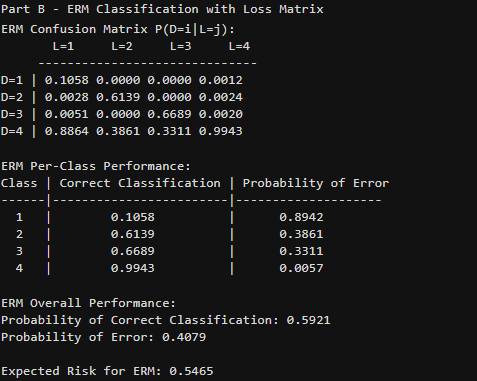 Part B - ERM Classification with Loss Matrix
ERM Confusion Matrix P(D=i|L=j):
L=1 L=2 L=3 L=4
------------------------------
D=1 | 0.1058 0.0000 0.0000 0.0012
D=2 | 0.0028 0.6139 0.0000 0.0024
D=3 | 0.0051 0.0000 0.6689 0.0020
D=4 | 0.8864 0.3861 0.3311 0.9943
ERM Per-Class Performance:
Class | Correct Classification | Probability of Error
------|------------------------|--------------------
1 | 0.1058 | 0.8942
2 | 0.6139 | 0.3861
3 | 0.6689 | 0.3311
4 | 0.9943 | 0.0057
ERM Overall Performance:
Probability of Correct Classification: 0.5921
Probability of Error: 0.4079
Expected Risk for ERM: 0.5465